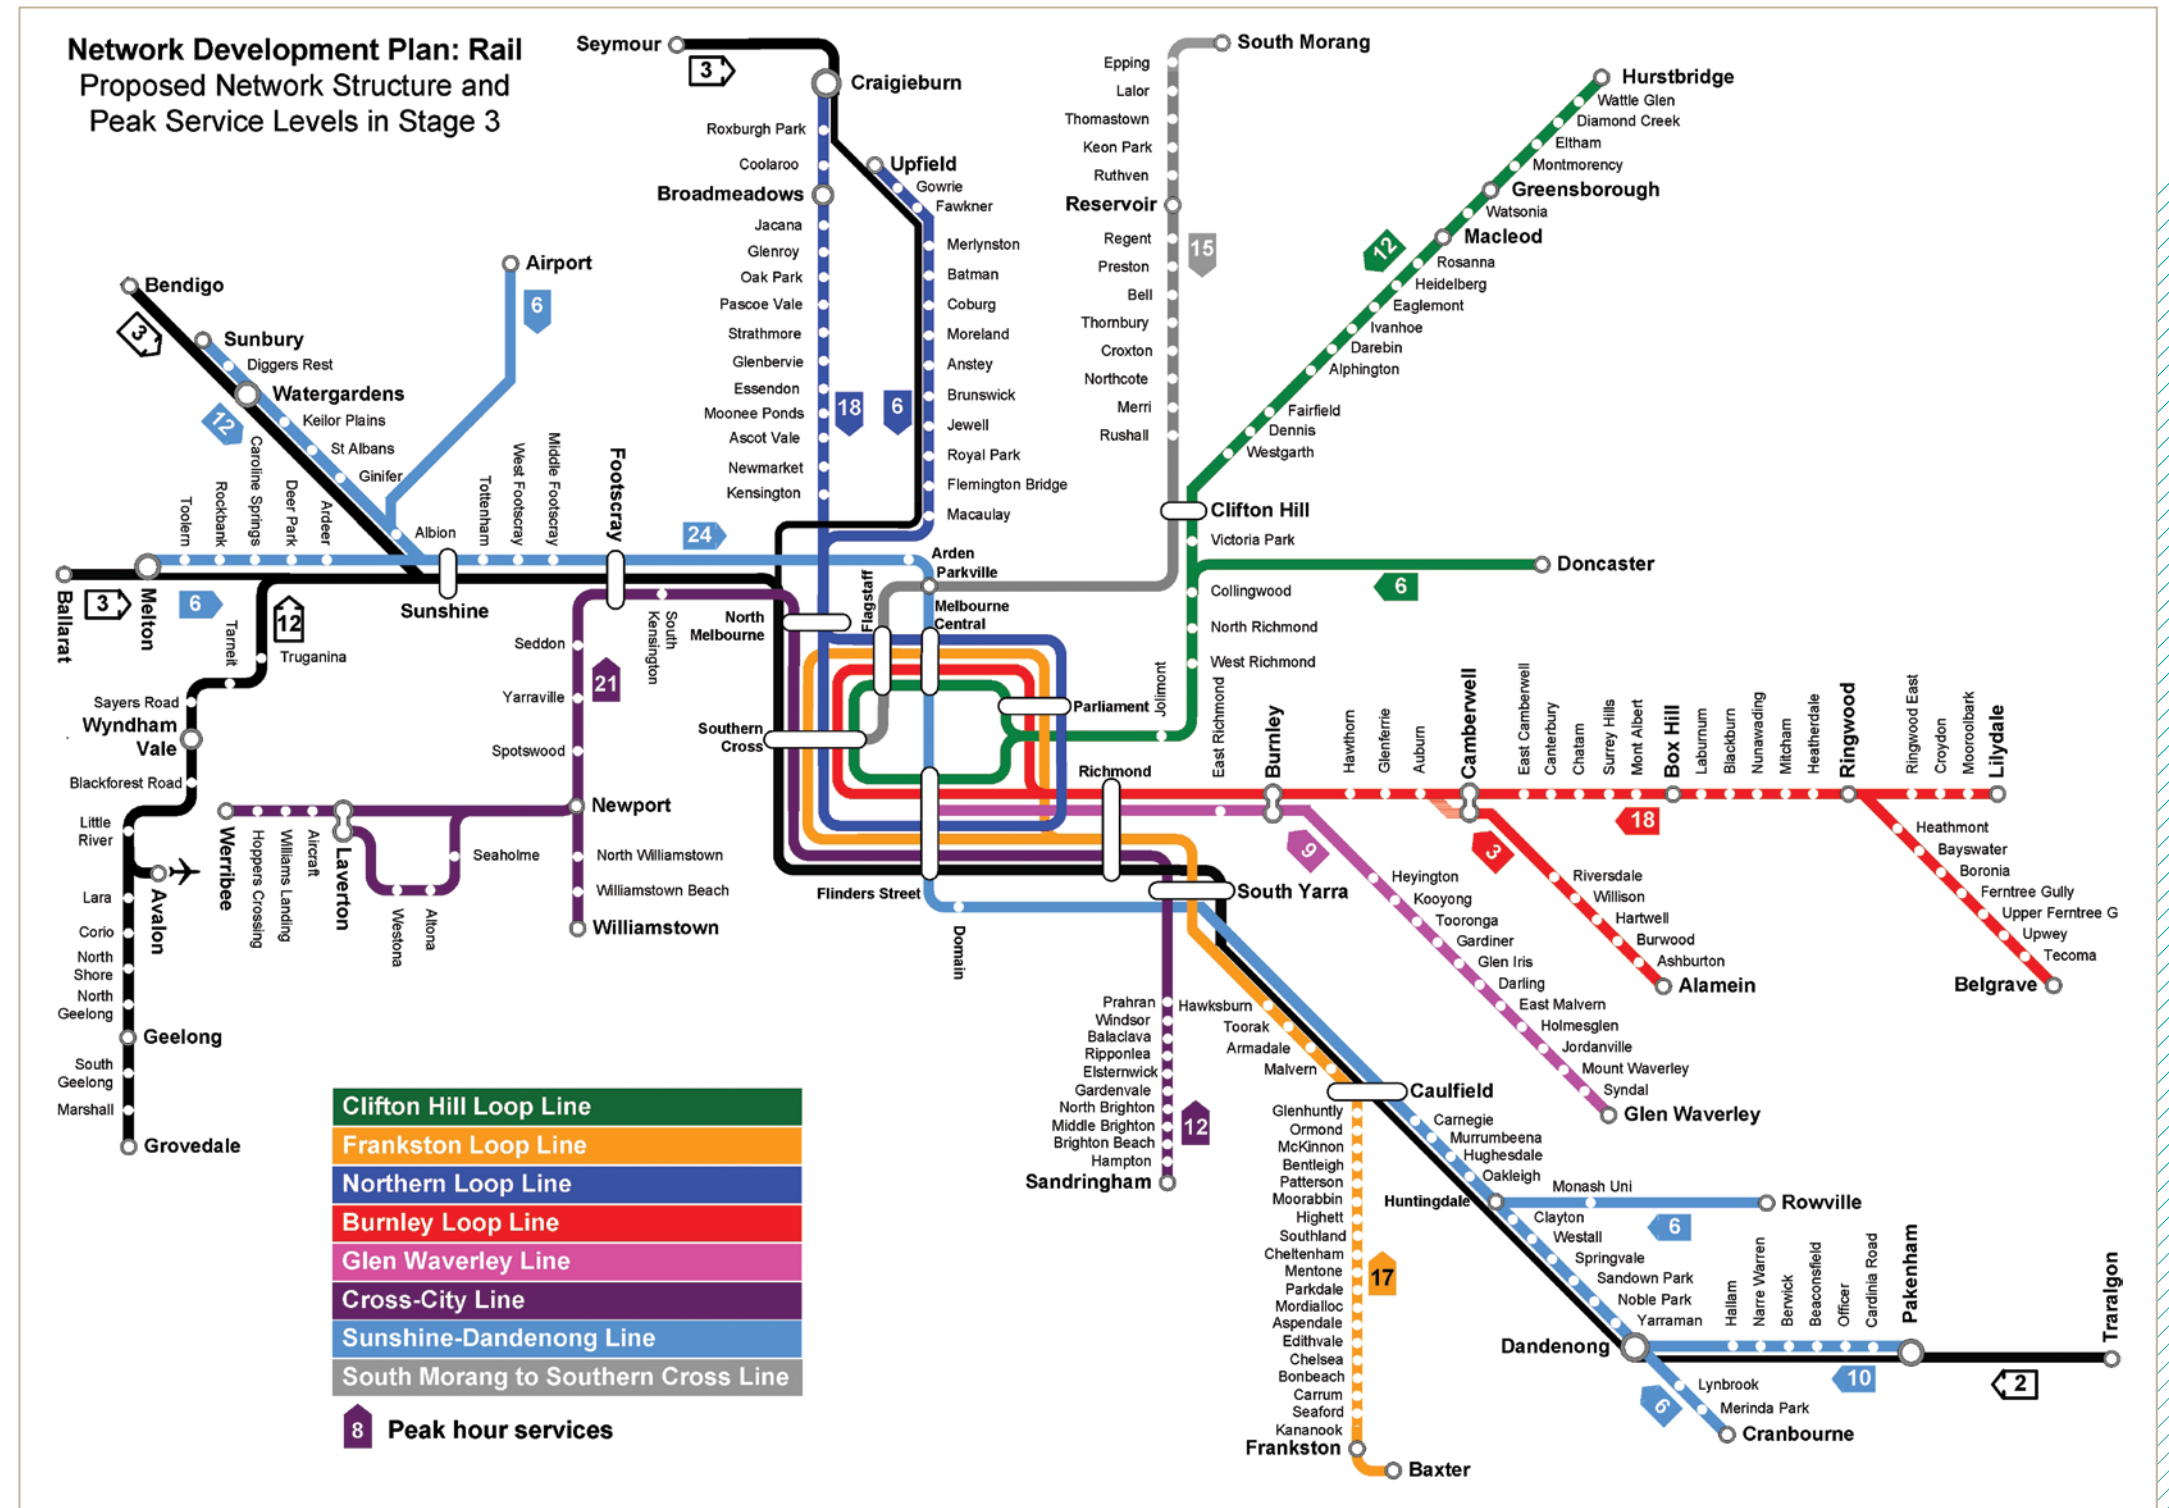 Network Development Plan: Rail
Proposed Network Structure and
Peak Service Levels in Stage 3
Seymour
3
Craigieburn
Roxburgh Park
Coolaroo
Broadmeadows
Jacana
Glenroy
Oak Park
Pascoe Vale
Strathmore
Glenbervie
Essendon
Moonee Ponds
Ascot Vale
Newmarket
Kensington
18
6
Upfield
Gowrie
Fawkner
Merlynston
Batman
Coburg
Moreland
Anstey
Brunswick
Jewell
Royal Park
Flemington Bridge
Macaulay
South Morang
Epping
Lalor
Thomastown
Keon Park
Ruthven
Reservoir
Regent
Preston
Bell
Thornbury
Croxton
Northcote
Merri
Rushall
15
Hurstbridge
Wattle Glen
Diamond Creek
Eltham
Montmorency
Greensborough
Watsonia
Macleod
Rosanna
Heidelberg
Eaglemont
Ivanhoe
Darebin
Alphington
Fairfield
Dennis
Westgarth
12
Clifton Hill
Victoria Park
Doncaster
6
Collingwood
North Richmond
West Richmond
Jolimont
Bendigo
3
Sunbury
Diggers Rest
Watergardens
12
Keilor Plains
St Albans
Ginifer
Albion
Airport
6
Ballarat
3
Melton
6
Toolern
Rockbank
Caroline Springs
Deer Park
Ardeer
Sunshine
Tottenham
West Footscray
Middle Footscray
Footscray
24
Arden
Parkville
Flagstaff
Melbourne
Central
North
Melbourne
Southern
Cross
Parliament
Richmond
Flinders Street
South Yarra
Domain
12
Tarneit
Truganina
Sayers Road
Wyndham
Vale
Blackforest Road
Little
River
Avalon
Lara
Corio
North
Shore
North
Geelong
Geelong
South
Geelong
Marshall
Grovedale
South
Kensington
Seddon
21
Yarraville
Spotswood
Newport
North Williamstown
Williamstown Beach
Williamstown
Werribee
Hoppers Crossing
Williams Landing
Aircraft
Laverton
Westona
Altona
Seaholme
East Richmond
Burnley
Hawthorn
Glenferrie
Auburn
Camberwell
East Camberwell
Canterbury
Chatam
Surrey Hills
Mont Albert
Box Hill
Laburnum
Blackburn
Nunawading
Mitcham
Heatherdale
Ringwood
Ringwood East
Croydon
Mooroolbark
Lilydale
18
Heathmont
Bayswater
Boronia
Ferntree Gully
Upper Ferntree G
Upwey
Tecoma
Belgrave
3
Riversdale
Willison
Hartwell
Burwood
Ashburton
Alamein
9
Heyington
Kooyong
Tooronga
Gardiner
Glen Iris
Darling
East Malvern
Holmesglen
Jordanville
Mount Waverley
Syndal
Glen Waverley
Prahran
Windsor
Balaclava
Ripponlea
Elsternwick
Gardenvale
North Brighton
Middle Brighton
Brighton Beach
Hampton
Sandringham
12
Hawksburn
Toorak
Armadale
Malvern
Caulfield
Glenhuntly
Ormond
McKinnon
Bentleigh
Patterson
Moorabbin
Highett
Southland
Cheltenham
Mentone
Parkdale
Mordialloc
Aspendale
Edithvale
Chelsea
Bonbeach
Carrum
Seaford
Kananook
Frankston
Baxter
17
Carnegie
Murrumbeena
Hughesdale
Oakleigh
Huntingdale
Monash Uni
Rowville
6
Clayton
Westall
Springvale
Sandown Park
Noble Park
Yarraman
Dandenong
Hallam
Narre Warren
Berwick
Beaconsfield
Officer
Cardinia Road
Pakenham
10
Traralgon
2
6
Lynbrook
Merinda Park
Cranbourne
Clifton Hill Loop Line
Frankston Loop Line
Northern Loop Line
Burnley Loop Line
Glen Waverley Line
Cross-City Line
Sunshine-Dandenong Line
South Morang to Southern Cross Line
8 Peak hour services